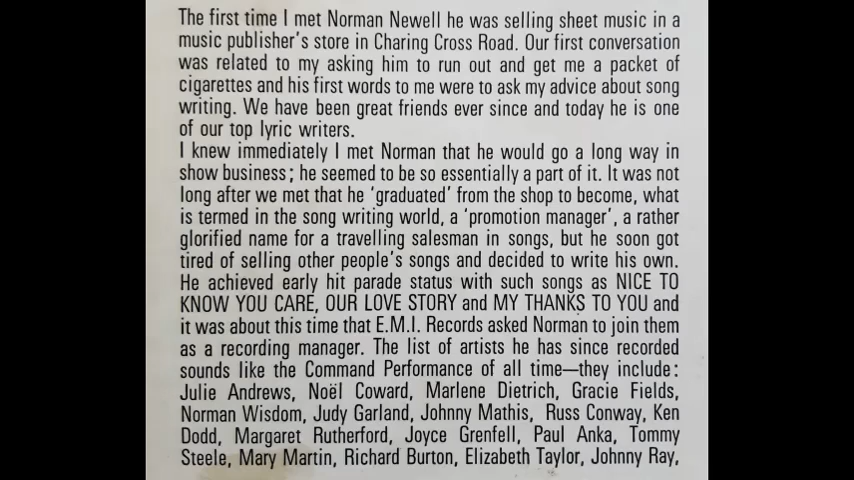 The first time I met Norman Newell he was selling sheet music in a
music publisher's store in Charing Cross Road. Our first conversation
was related to my asking him to run out and get me a packet of
cigarettes and his first words to me were to ask my advice about song
writing. We have been great friends ever since and today he is one
of our top lyric writers.
I knew immediately I met Norman that he would go a long way in
show business; he seemed to be so essentially a part of it. It was not
long after we met that he 'graduated' from the shop to become, what
is termed in the song writing world, a 'promotion manager', a rather
glorified name for a travelling salesman in songs, but he soon got
tired of selling other people's songs and decided to write his own.
He achieved early hit parade status with such songs as NICE TO
KNOW YOU CARE, OUR LOVE STORY and MY THANKS TO YOU and
it was about this time that E.M.I. Records asked Norman to join them
as a recording manager. The list of artists he has since recorded
sounds like the Command Performance of all time—they include:
Julie Andrews, Noël Coward, Marlene Dietrich, Gracie Fields,
Norman Wisdom, Judy Garland, Johnny Mathis, Russ Conway, Ken
Dodd, Margaret Rutherford, Joyce Grenfell, Paul Anka, Tommy
Steele, Mary Martin, Richard Burton, Elizabeth Taylor, Johnny Ray,